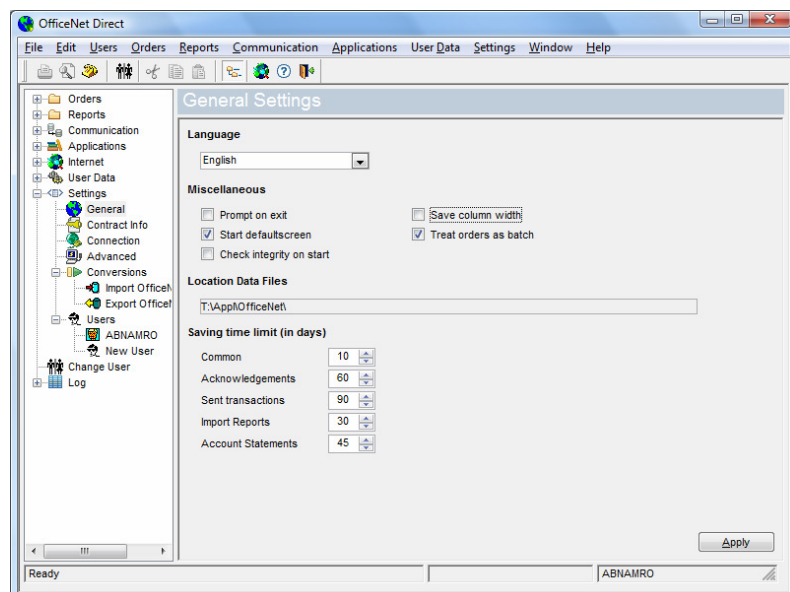 OfficeNet Direct
File Edit Users Orders Reports Communication Applications User Data Settings Window Help
Orders
Reports
Communication
Applications
Internet
User Data
Settings
General
Contract Info
Connection
Advanced
Conversions
Import OfficeN
Export Officel
Users
ABNAMRO
New User
Change User
Log
General Settings
Language
English
Miscellaneous
Prompt on exit
Save column width
Start defaultscreen
Treat orders as batch
Check integrity on start
Location Data Files
T:\Appl\OfficeNet\
Saving time limit (in days)
Common 10
Acknowledgements 60
Sent transactions 90
Import Reports 30
Account Statements 45
Apply
Ready
ABNAMRO